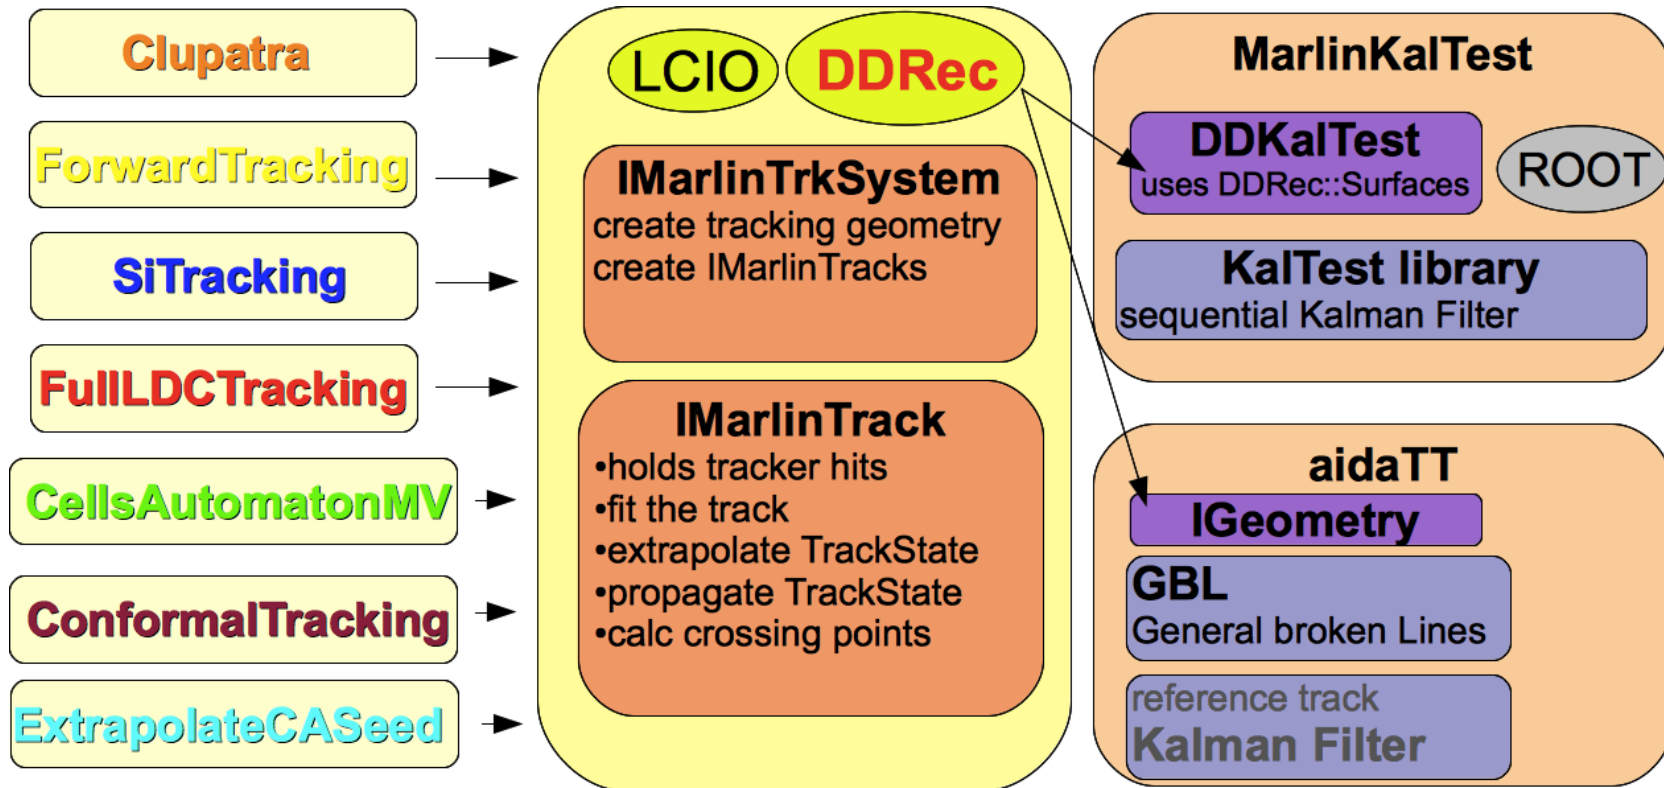 Clupatra
ForwardTracking
SiTracking
FullLDCTracking
CellsAutomatonMV
ConformalTracking
ExtrapolateCASeed
LCIO
DDRec
IMarlinTrkSystem
create tracking geometry
create IMarlinTracks
IMarlinTrack
•holds tracker hits
•fit the track
•extrapolate TrackState
•propagate TrackState
•calc crossing points
MarlinKalTest
DDKalTest
uses DDRec::Surfaces
ROOT
KalTest library
sequential Kalman Filter
aidaTT
IGeometry
GBL
General broken Lines
reference track
Kalman Filter